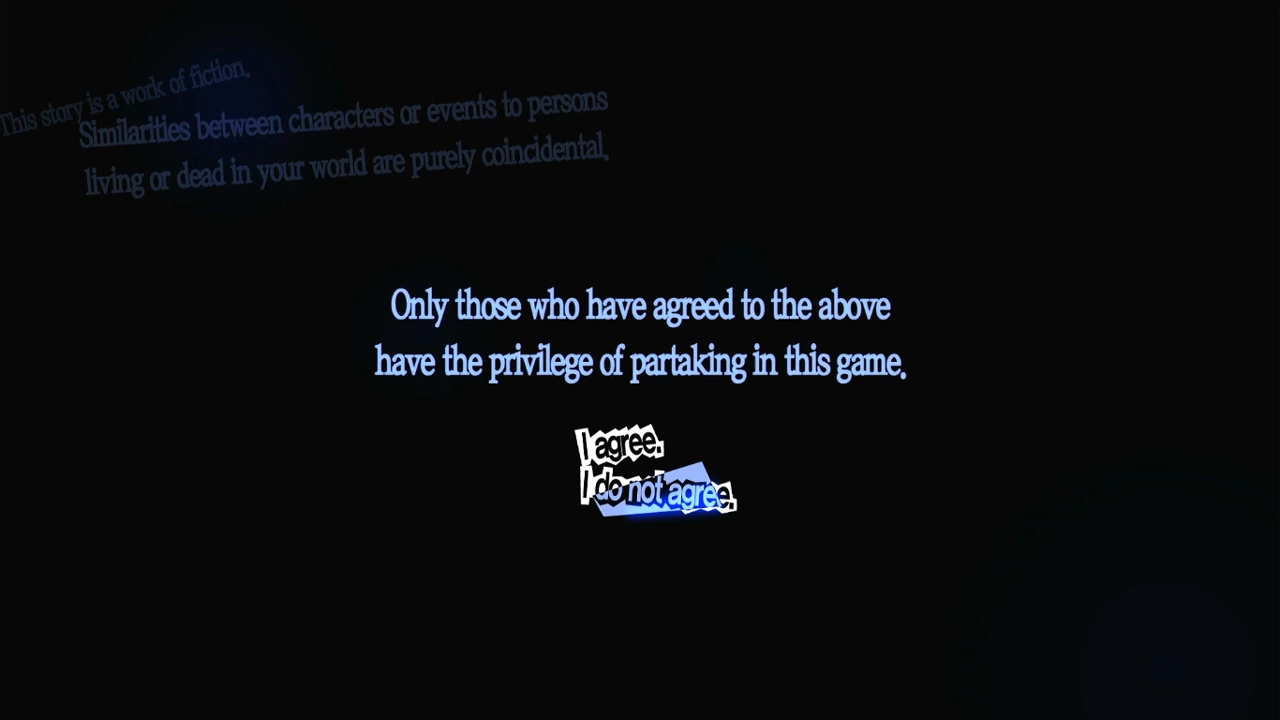 This story is a work of fiction,
Similarities between characters or events to persons
living or dead in your world are purely coincidental.
Only those who have agreed to the above
have the privilege of partaking in this game.
I agree.
I do not agree.